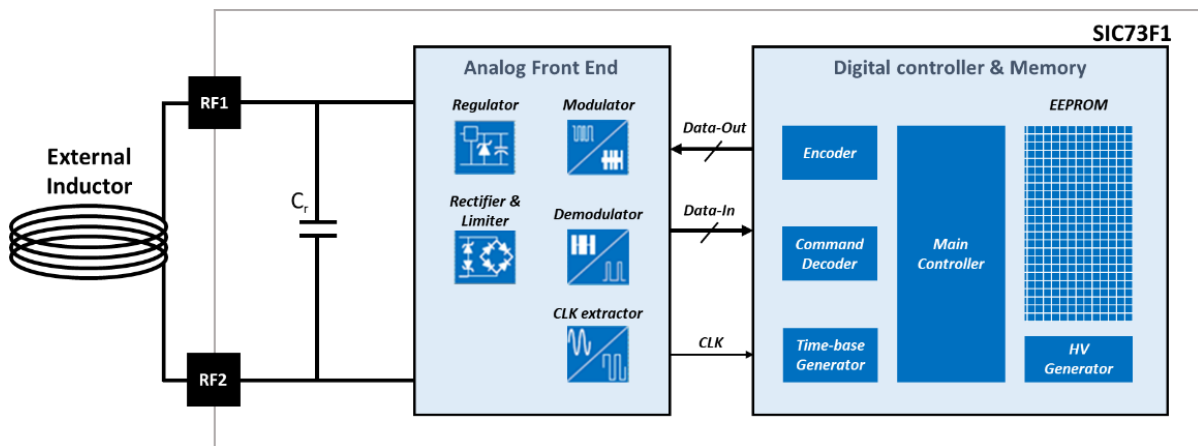 SIC73F1
Analog Front End
Digital controller & Memory
Regulator
Modulator
EEPROM
RF1
Data-Out
Encoder
External
Inductor
Cr
Rectifier &
Limiter
Demodulator
Data-In
Command
Decoder
Main
Controller
CLK extractor
CLK
Time-base
Generator
HV
Generator
RF2